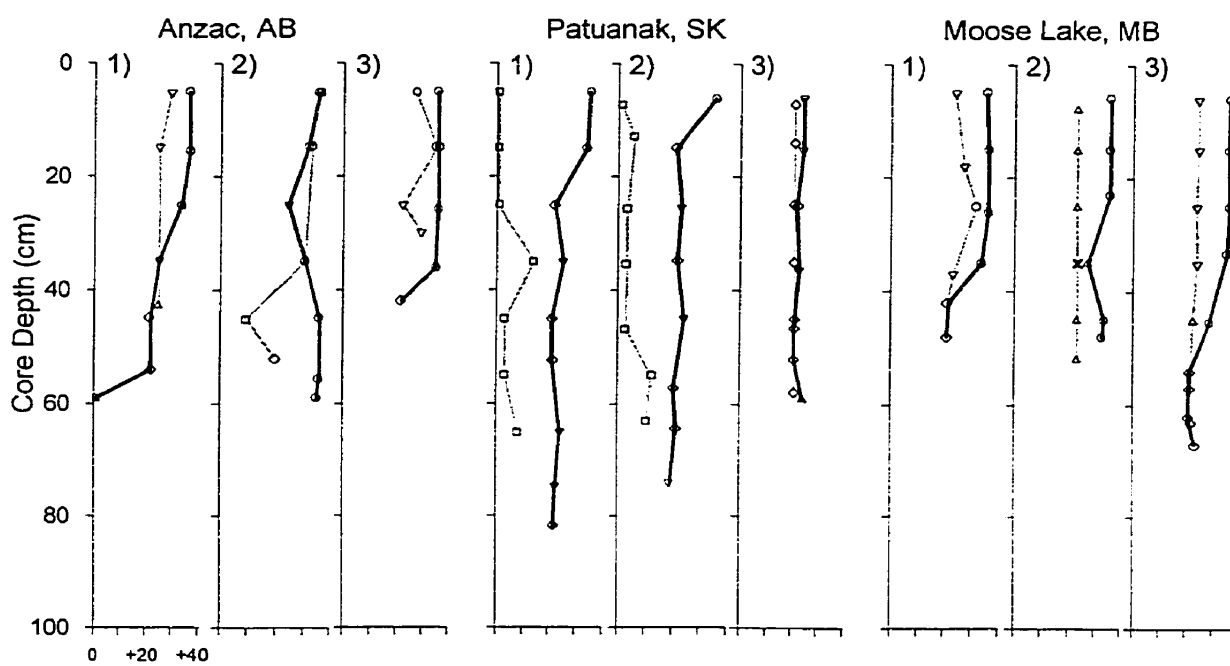 Anzac, AB Patuanak, SK Moose Lake, MB
0 1) 2) 3) 1) 2) 3) 1) 2) 3)
20
40
60
80
100
Core Depth (cm)
0 +20 +40